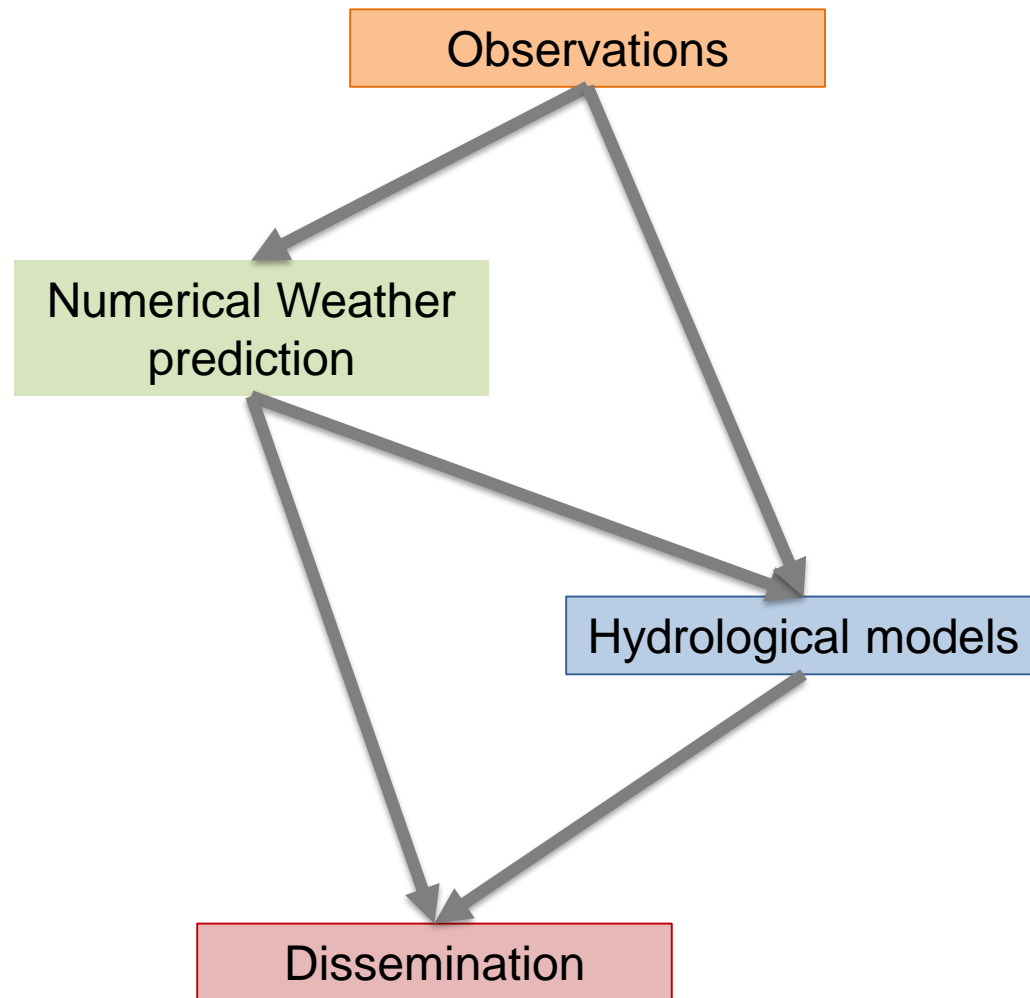 Observations
Numerical Weather
prediction
Hydrological models
Dissemination